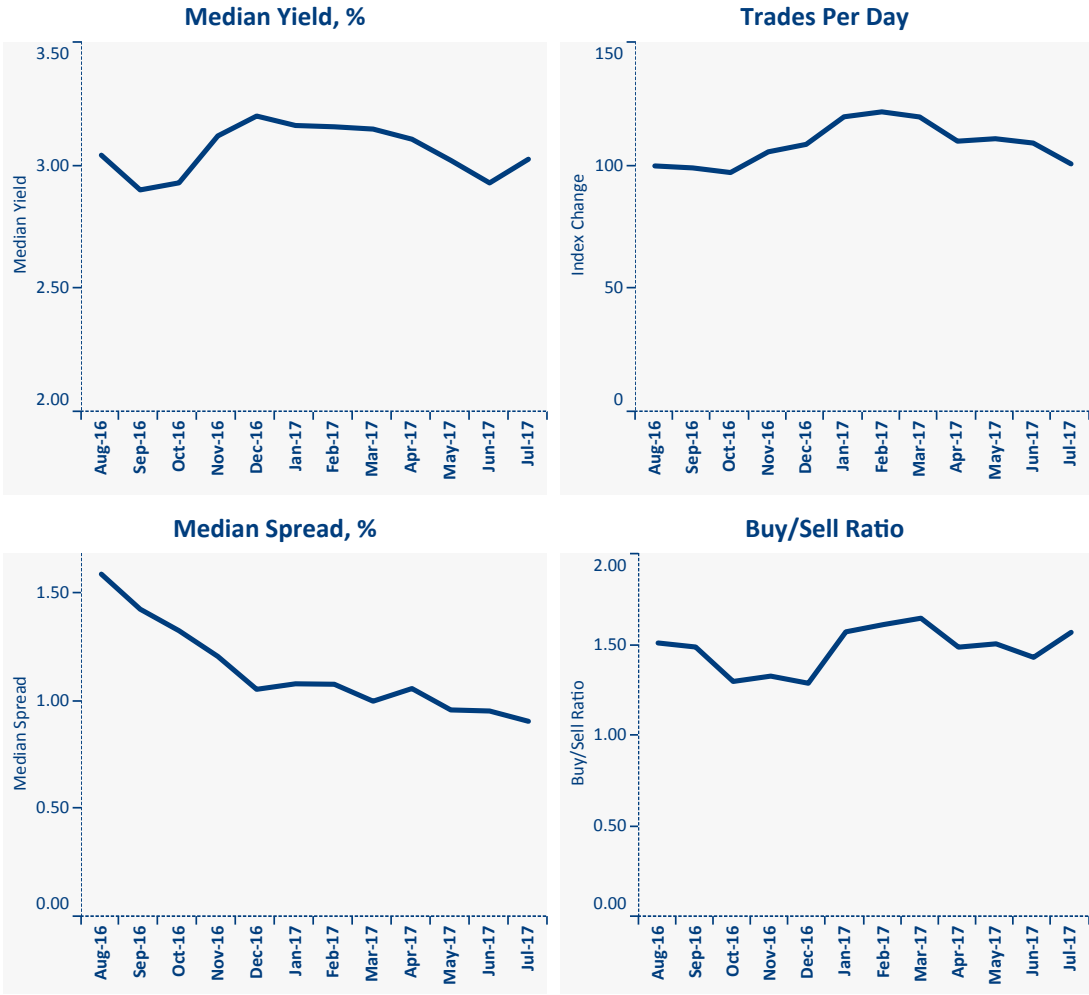 Median Yield, %
3.50
3.00
2.50
2.00
Median Yield
Aug-16
Sep-16
Oct-16
Nov-16
Dec-16
Jan-17
Feb-17
Mar-17
Apr-17
May-17
Jun-17
Jul-17
Trades Per Day
150
100
50
0
Index Change
Aug-16
Sep-16
Oct-16
Nov-16
Dec-16
Jan-17
Feb-17
Mar-17
Apr-17
May-17
Jun-17
Jul-17
Median Spread, %
1.50
1.00
0.50
0.00
Median Spread
Aug-16
Sep-16
Oct-16
Nov-16
Dec-16
Jan-17
Feb-17
Mar-17
Apr-17
May-17
Jun-17
Jul-17
Buy/Sell Ratio
2.00
1.50
1.00
0.50
0.00
Buy/Sell Ratio
Aug-16
Sep-16
Oct-16
Nov-16
Dec-16
Jan-17
Feb-17
Mar-17
Apr-17
May-17
Jun-17
Jul-17